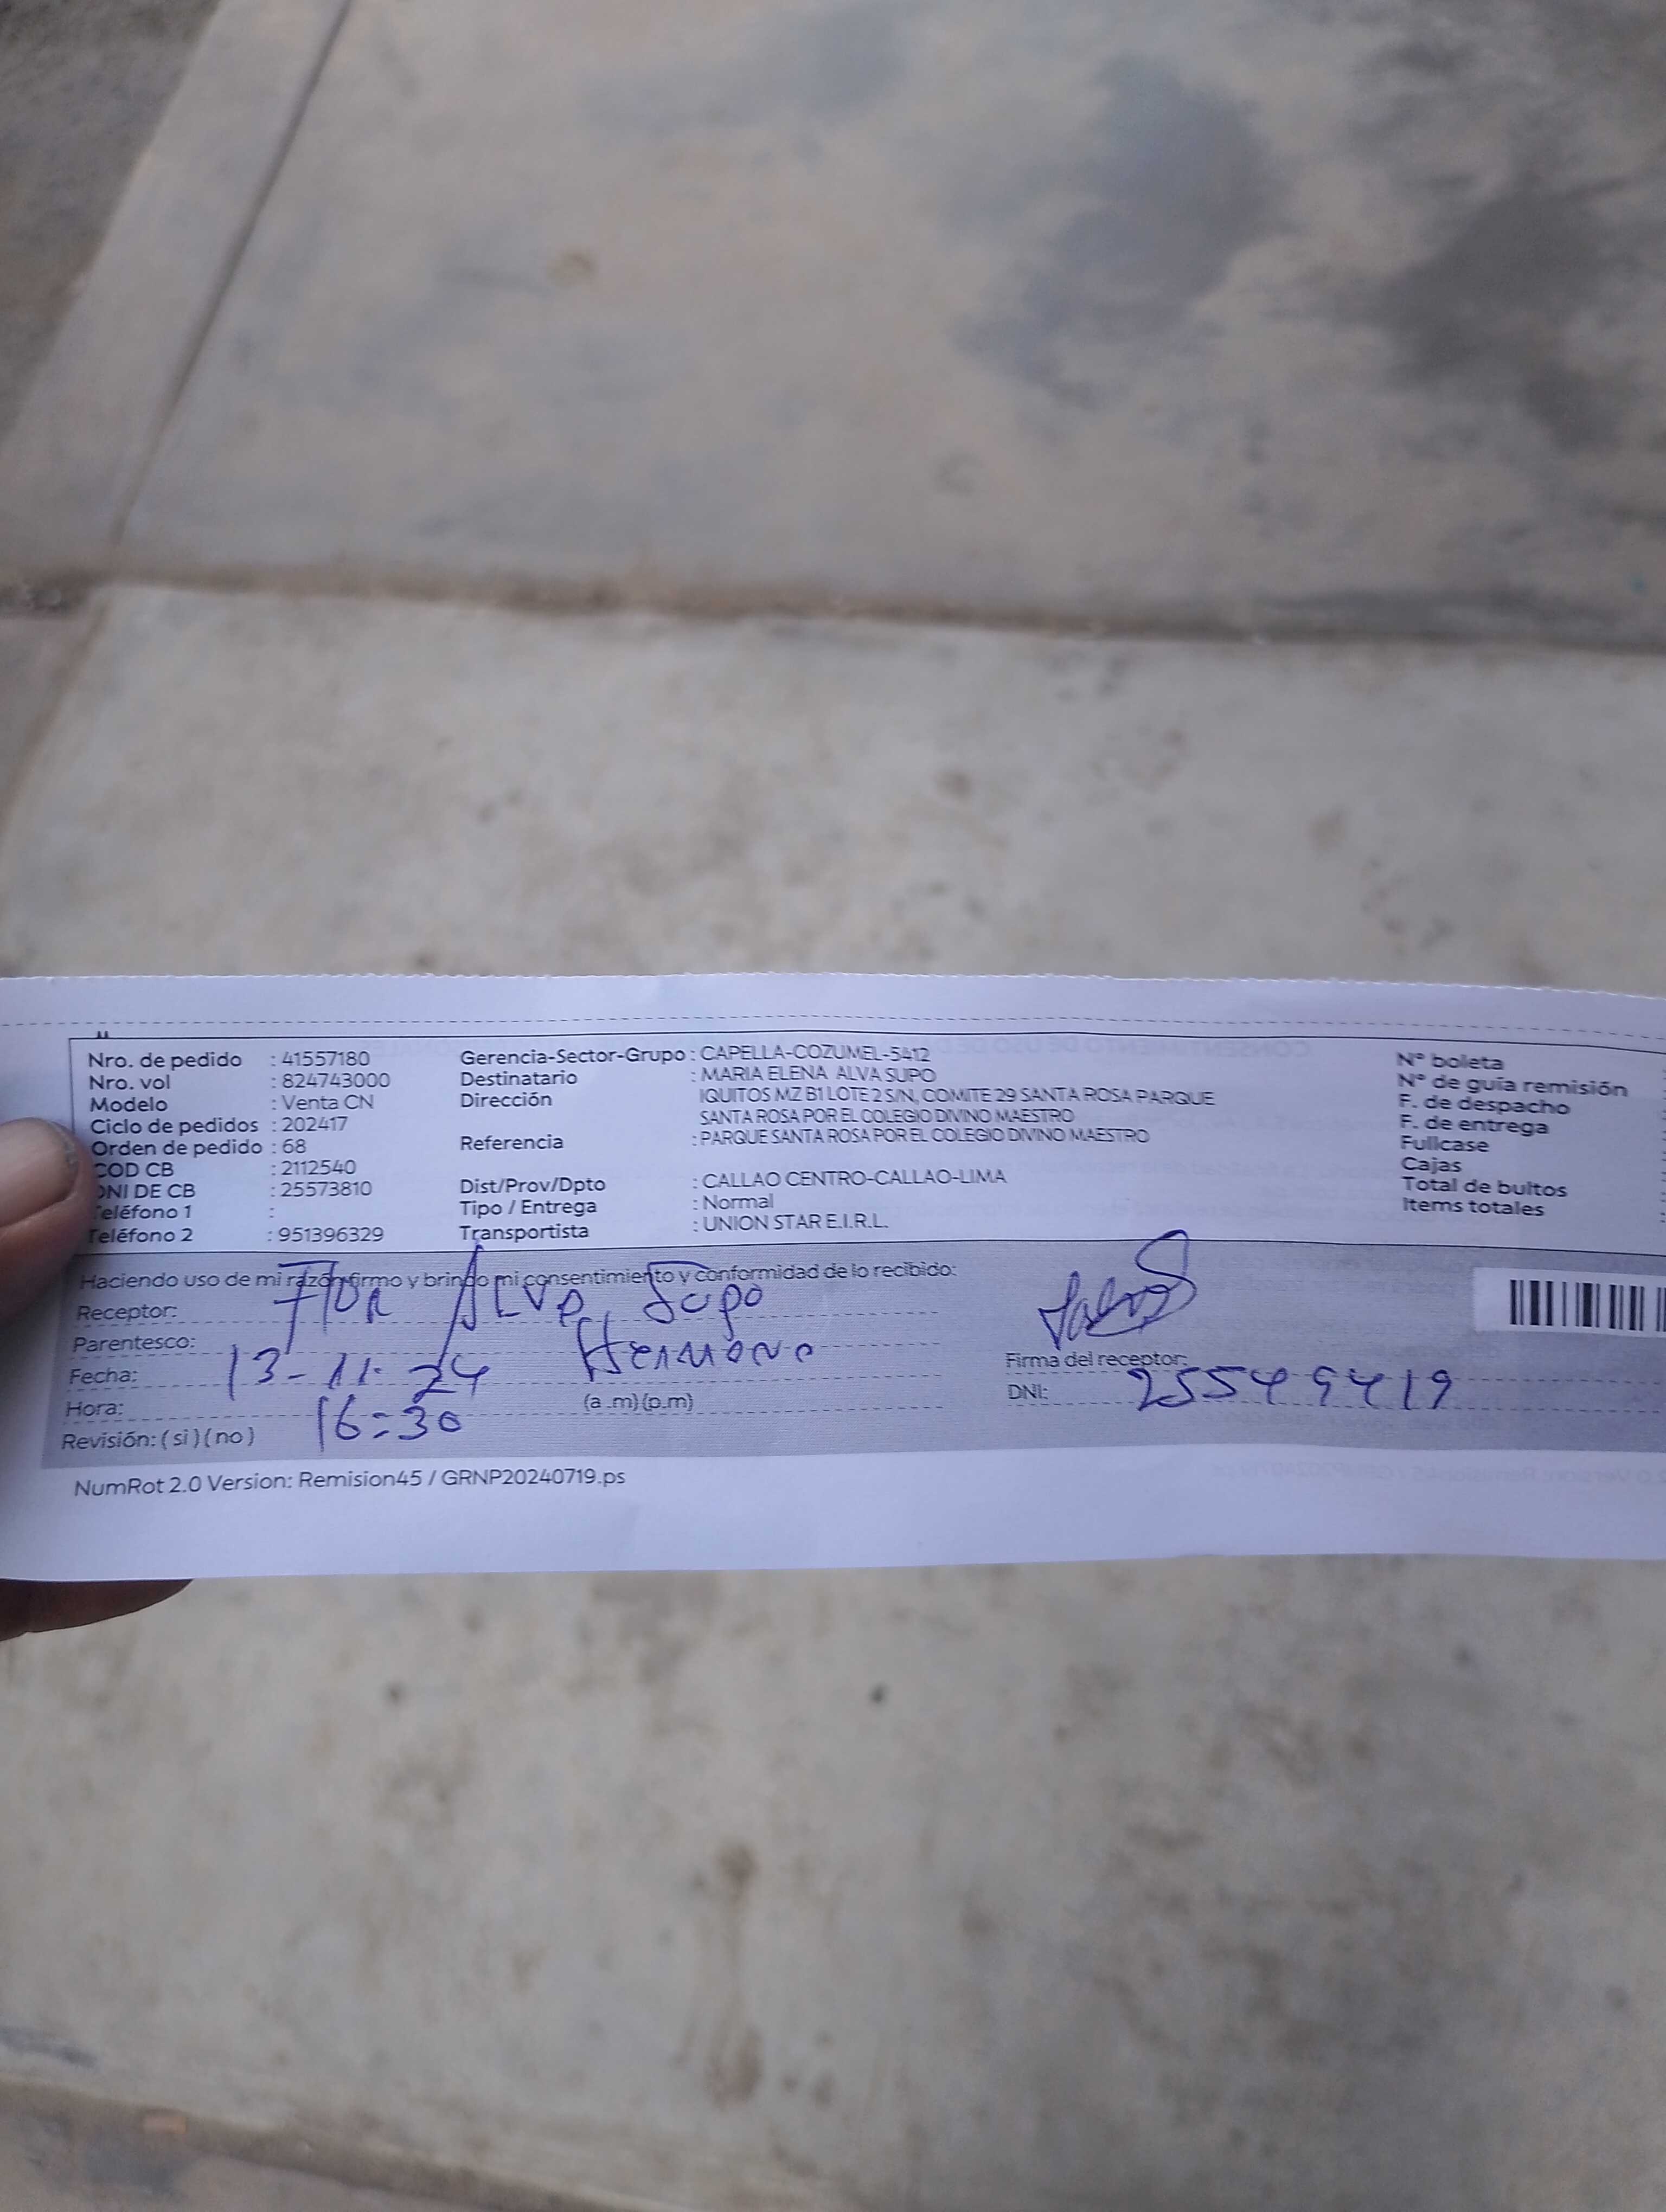 Nro. de pedido : 41557180 Gerencia-Sector-Grupo : CAPELLA-COZUMEL-5412 N° boleta
Nro. vol : 824743000 Destinatario : MARIA ELENA ALVA SUPO N° de guía remisión
Modelo : Venta CN Dirección IQUITOS MZ B1 LOTE 2 S/N, COMITE 29 SANTA ROSA PARQUE F. de despacho
Ciclo de pedidos : 202417 SANTA ROSA POR EL COLEGIO DIVINO MAESTRO F. de entrega
Orden de pedido : 68 Referencia : PARQUE SANTA ROSA POR EL COLEGIO DIVINO MAESTRO Fullcase
COD CB : 2112540 Cajas
DNI DE CB : 25573810 Dist/Prov/Dpto : CALLAO CENTRO-CALLAO-LIMA Total de bultos
Teléfono 1 : Tipo / Entrega : Normal Items totales
Teléfono 2 : 951396329 Transportista : UNION STAR E.I.R.L.
Haciendo uso de mi razón firmo y brindo mi consentimiento y conformidad de lo recibido:
Receptor: Flor Alva Supo
Parentesco: Hermana
Fecha: 13-11-24 Firma del receptor:
Hora: 16:30 (a.m)(p.m) DNI:
Revisión: (si)(no)
NumRot 2.0 Version: Remision45 / GRNP20240719.ps